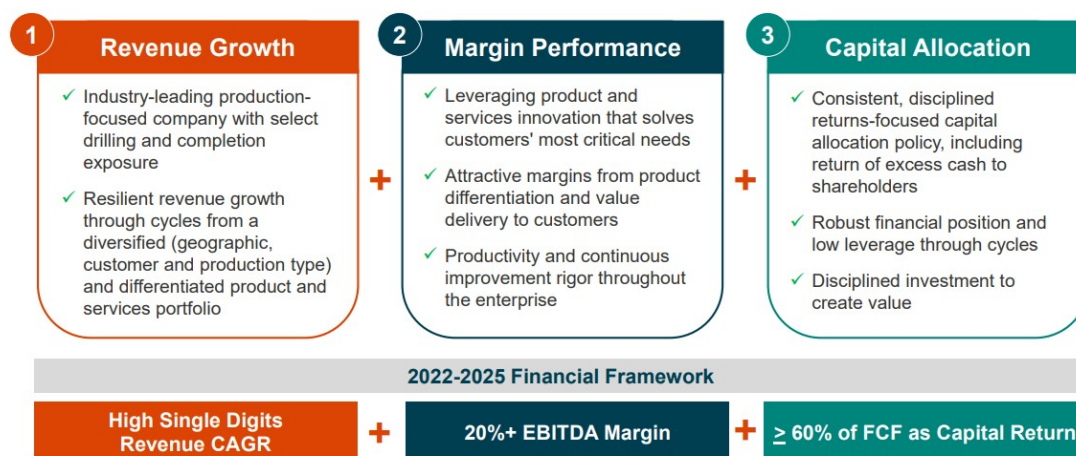 1
Revenue Growth
✓ Industry-leading production-
focused company with select
drilling and completion
exposure
✓ Resilient revenue growth
through cycles from a
diversified (geographic,
customer and production type)
and differentiated product and
services portfolio
+
2
Margin Performance
✓ Leveraging product and
services innovation that solves
customers' most critical needs
✓ Attractive margins from product
differentiation and value
delivery to customers
✓ Productivity and continuous
improvement rigor throughout
the enterprise
+
3
Capital Allocation
✓ Consistent, disciplined
returns-focused capital
allocation policy, including
return of excess cash to
shareholders
✓ Robust financial position and
low leverage through cycles
✓ Disciplined investment to
create value
2022-2025 Financial Framework
High Single Digits
Revenue CAGR
+
20%+ EBITDA Margin
+
≥ 60% of FCF as Capital Return